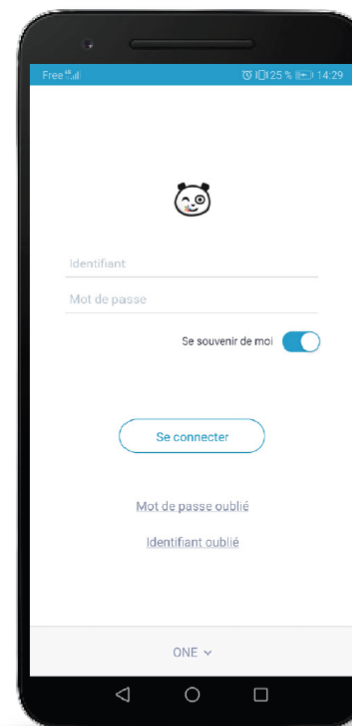 Free 25 % 14:29
Identifiant
Mot de passe
Se souvenir de moi
Se connecter
Mot de passe oublié
Identifiant oublié
ONE